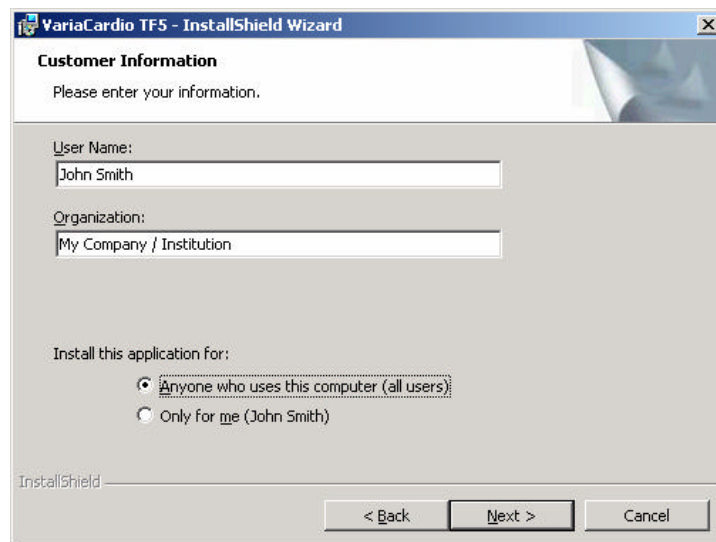 VariaCardio TF5 - InstallShield Wizard
Customer Information
Please enter your information.
User Name:
John Smith
Organization:
My Company / Institution
Install this application for:
Anyone who uses this computer (all users)
Only for me (John Smith)
InstallShield
< Back
Next >
Cancel